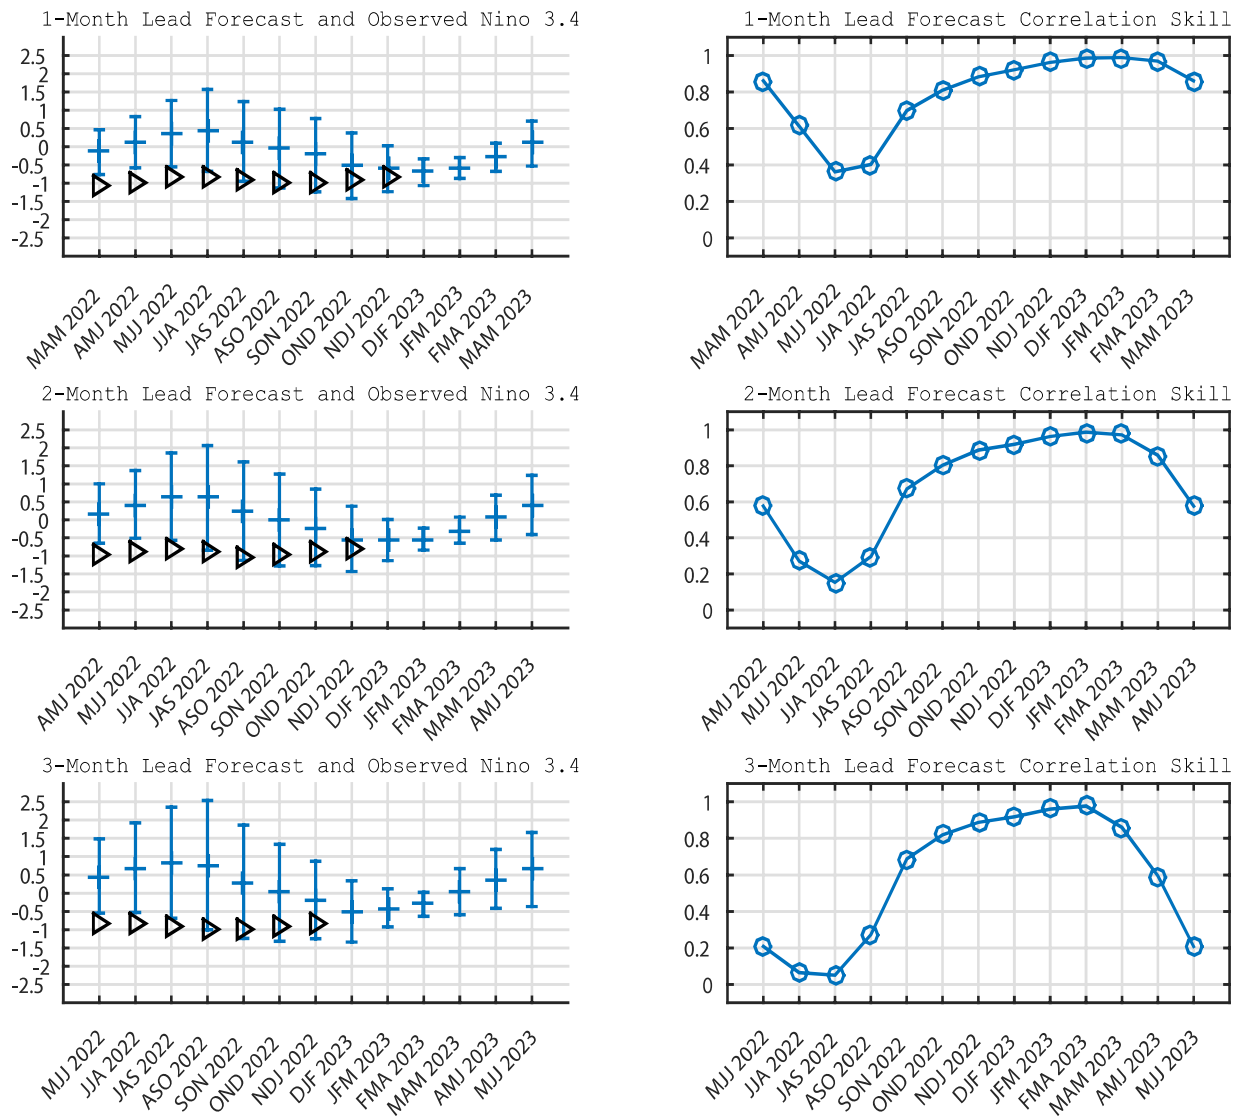 1-Month Lead Forecast and Observed Nino 3.4
2.5
2
1.5
1
0.5
0
-0.5
-1
-1.5
-2
-2.5
MAM 2022
AMJ 2022
MJJ 2022
JJA 2022
JAS 2022
ASO 2022
SON 2022
OND 2022
NDJ 2022
DJF 2023
JFM 2023
FMA 2023
MAM 2023
1-Month Lead Forecast Correlation Skill
1
0.8
0.6
0.4
0.2
0
MAM 2022
AMJ 2022
MJJ 2022
JJA 2022
JAS 2022
ASO 2022
SON 2022
OND 2022
NDJ 2022
DJF 2023
JFM 2023
FMA 2023
MAM 2023
2-Month Lead Forecast and Observed Nino 3.4
2.5
2
1.5
1
0.5
0
-0.5
-1
-1.5
-2
-2.5
AMJ 2022
MJJ 2022
JJA 2022
JAS 2022
ASO 2022
SON 2022
OND 2022
NDJ 2022
DJF 2023
JFM 2023
FMA 2023
MAM 2023
AMJ 2023
2-Month Lead Forecast Correlation Skill
1
0.8
0.6
0.4
0.2
0
AMJ 2022
MJJ 2022
JJA 2022
JAS 2022
ASO 2022
SON 2022
OND 2022
NDJ 2022
DJF 2023
JFM 2023
FMA 2023
MAM 2023
AMJ 2023
3-Month Lead Forecast and Observed Nino 3.4
2.5
2
1.5
1
0.5
0
-0.5
-1
-1.5
-2
-2.5
MJJ 2022
JJA 2022
JAS 2022
ASO 2022
SON 2022
OND 2022
NDJ 2022
DJF 2023
JFM 2023
FMA 2023
MAM 2023
AMJ 2023
MJJ 2023
3-Month Lead Forecast Correlation Skill
1
0.8
0.6
0.4
0.2
0
MJJ 2022
JJA 2022
JAS 2022
ASO 2022
SON 2022
OND 2022
NDJ 2022
DJF 2023
JFM 2023
FMA 2023
MAM 2023
AMJ 2023
MJJ 2023